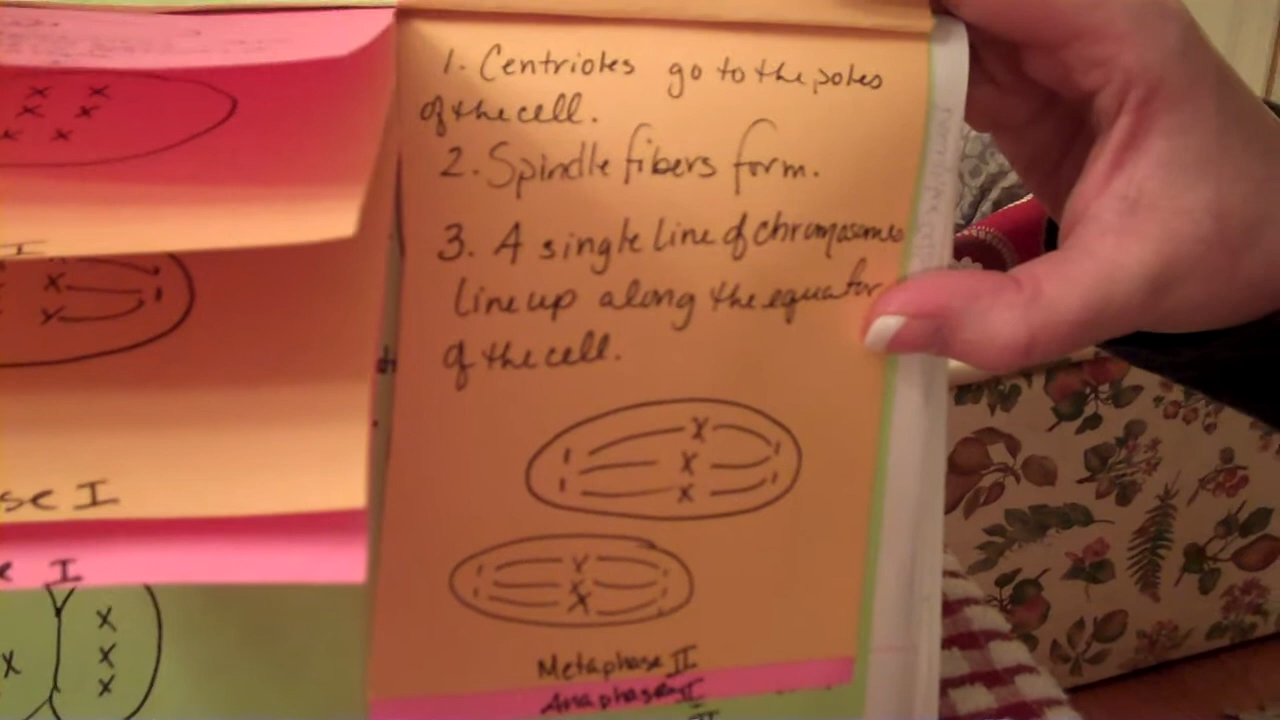 1. Centrioles go to the poles
of the cell.
2. Spindle fibers form.
3. A single line of chromosomes
line up along the equator
of the cell.
Metaphase II
Anaphase II
II
I
se I
I